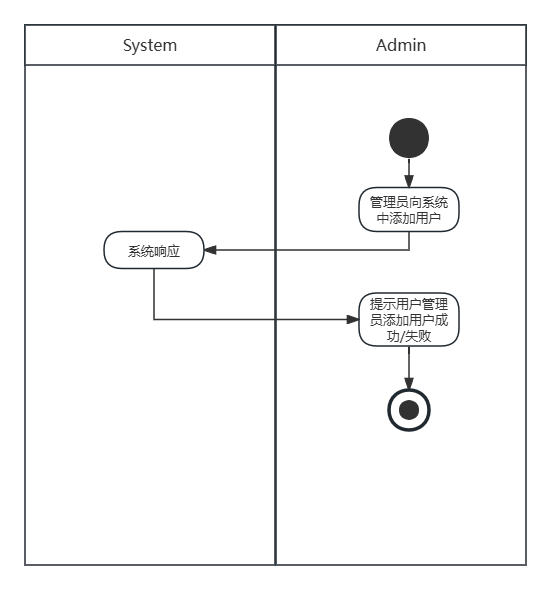 System
Admin
管理员向系统
中添加用户
系统响应
提示用户管理
员添加用户成
功/失败